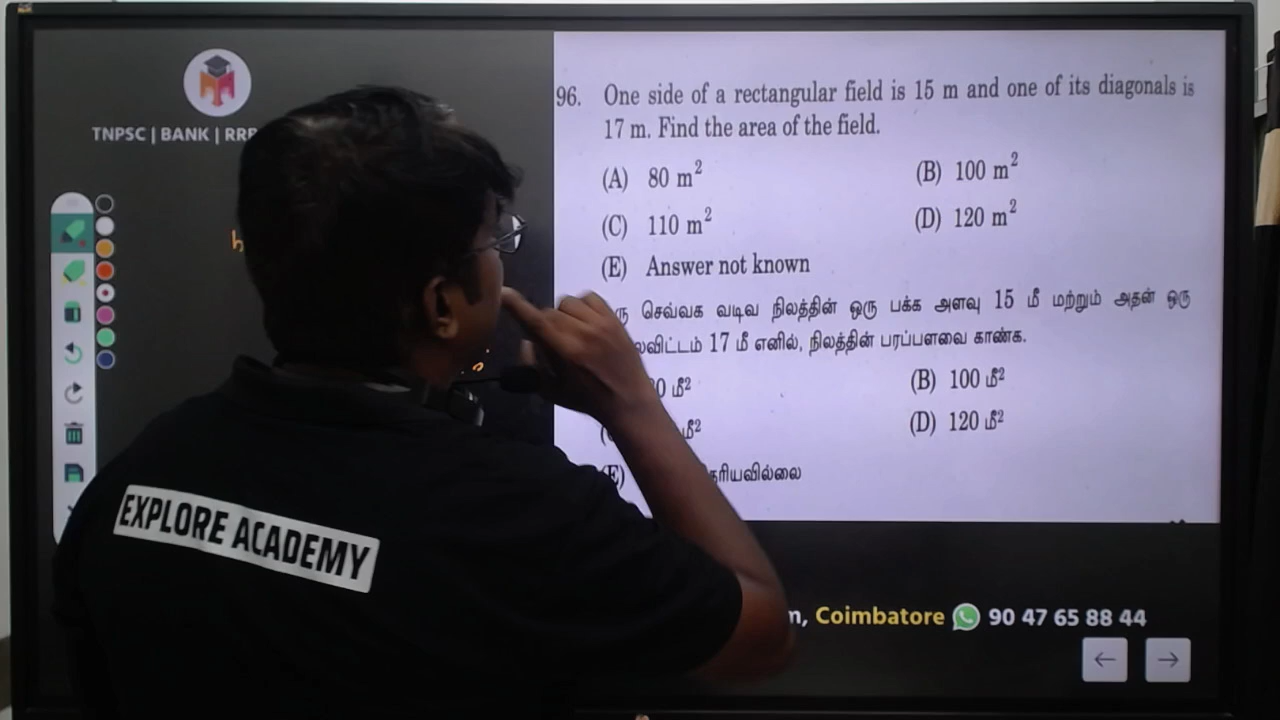 TNPSC | BANK | RRB
96. One side of a rectangular field is 15 m and one of its diagonals is
17 m. Find the area of the field.
(A) 80 m²
(B) 100 m²
(C) 110 m²
(D) 120 m²
(E) Answer not known
செவ்வக வடிவ நிலத்தின் ஒரு பக்க அளவு 15 மீ மற்றும் அதன் ஒரு
17 மீ எனில், நிலத்தின் பரப்பளவை காண்க.
மீ²
(B) 100 மீ²
மீ²
(D) 120 மீ²
(E)
EXPLORE ACADEMY
Coimbatore 90 47 65 88 44